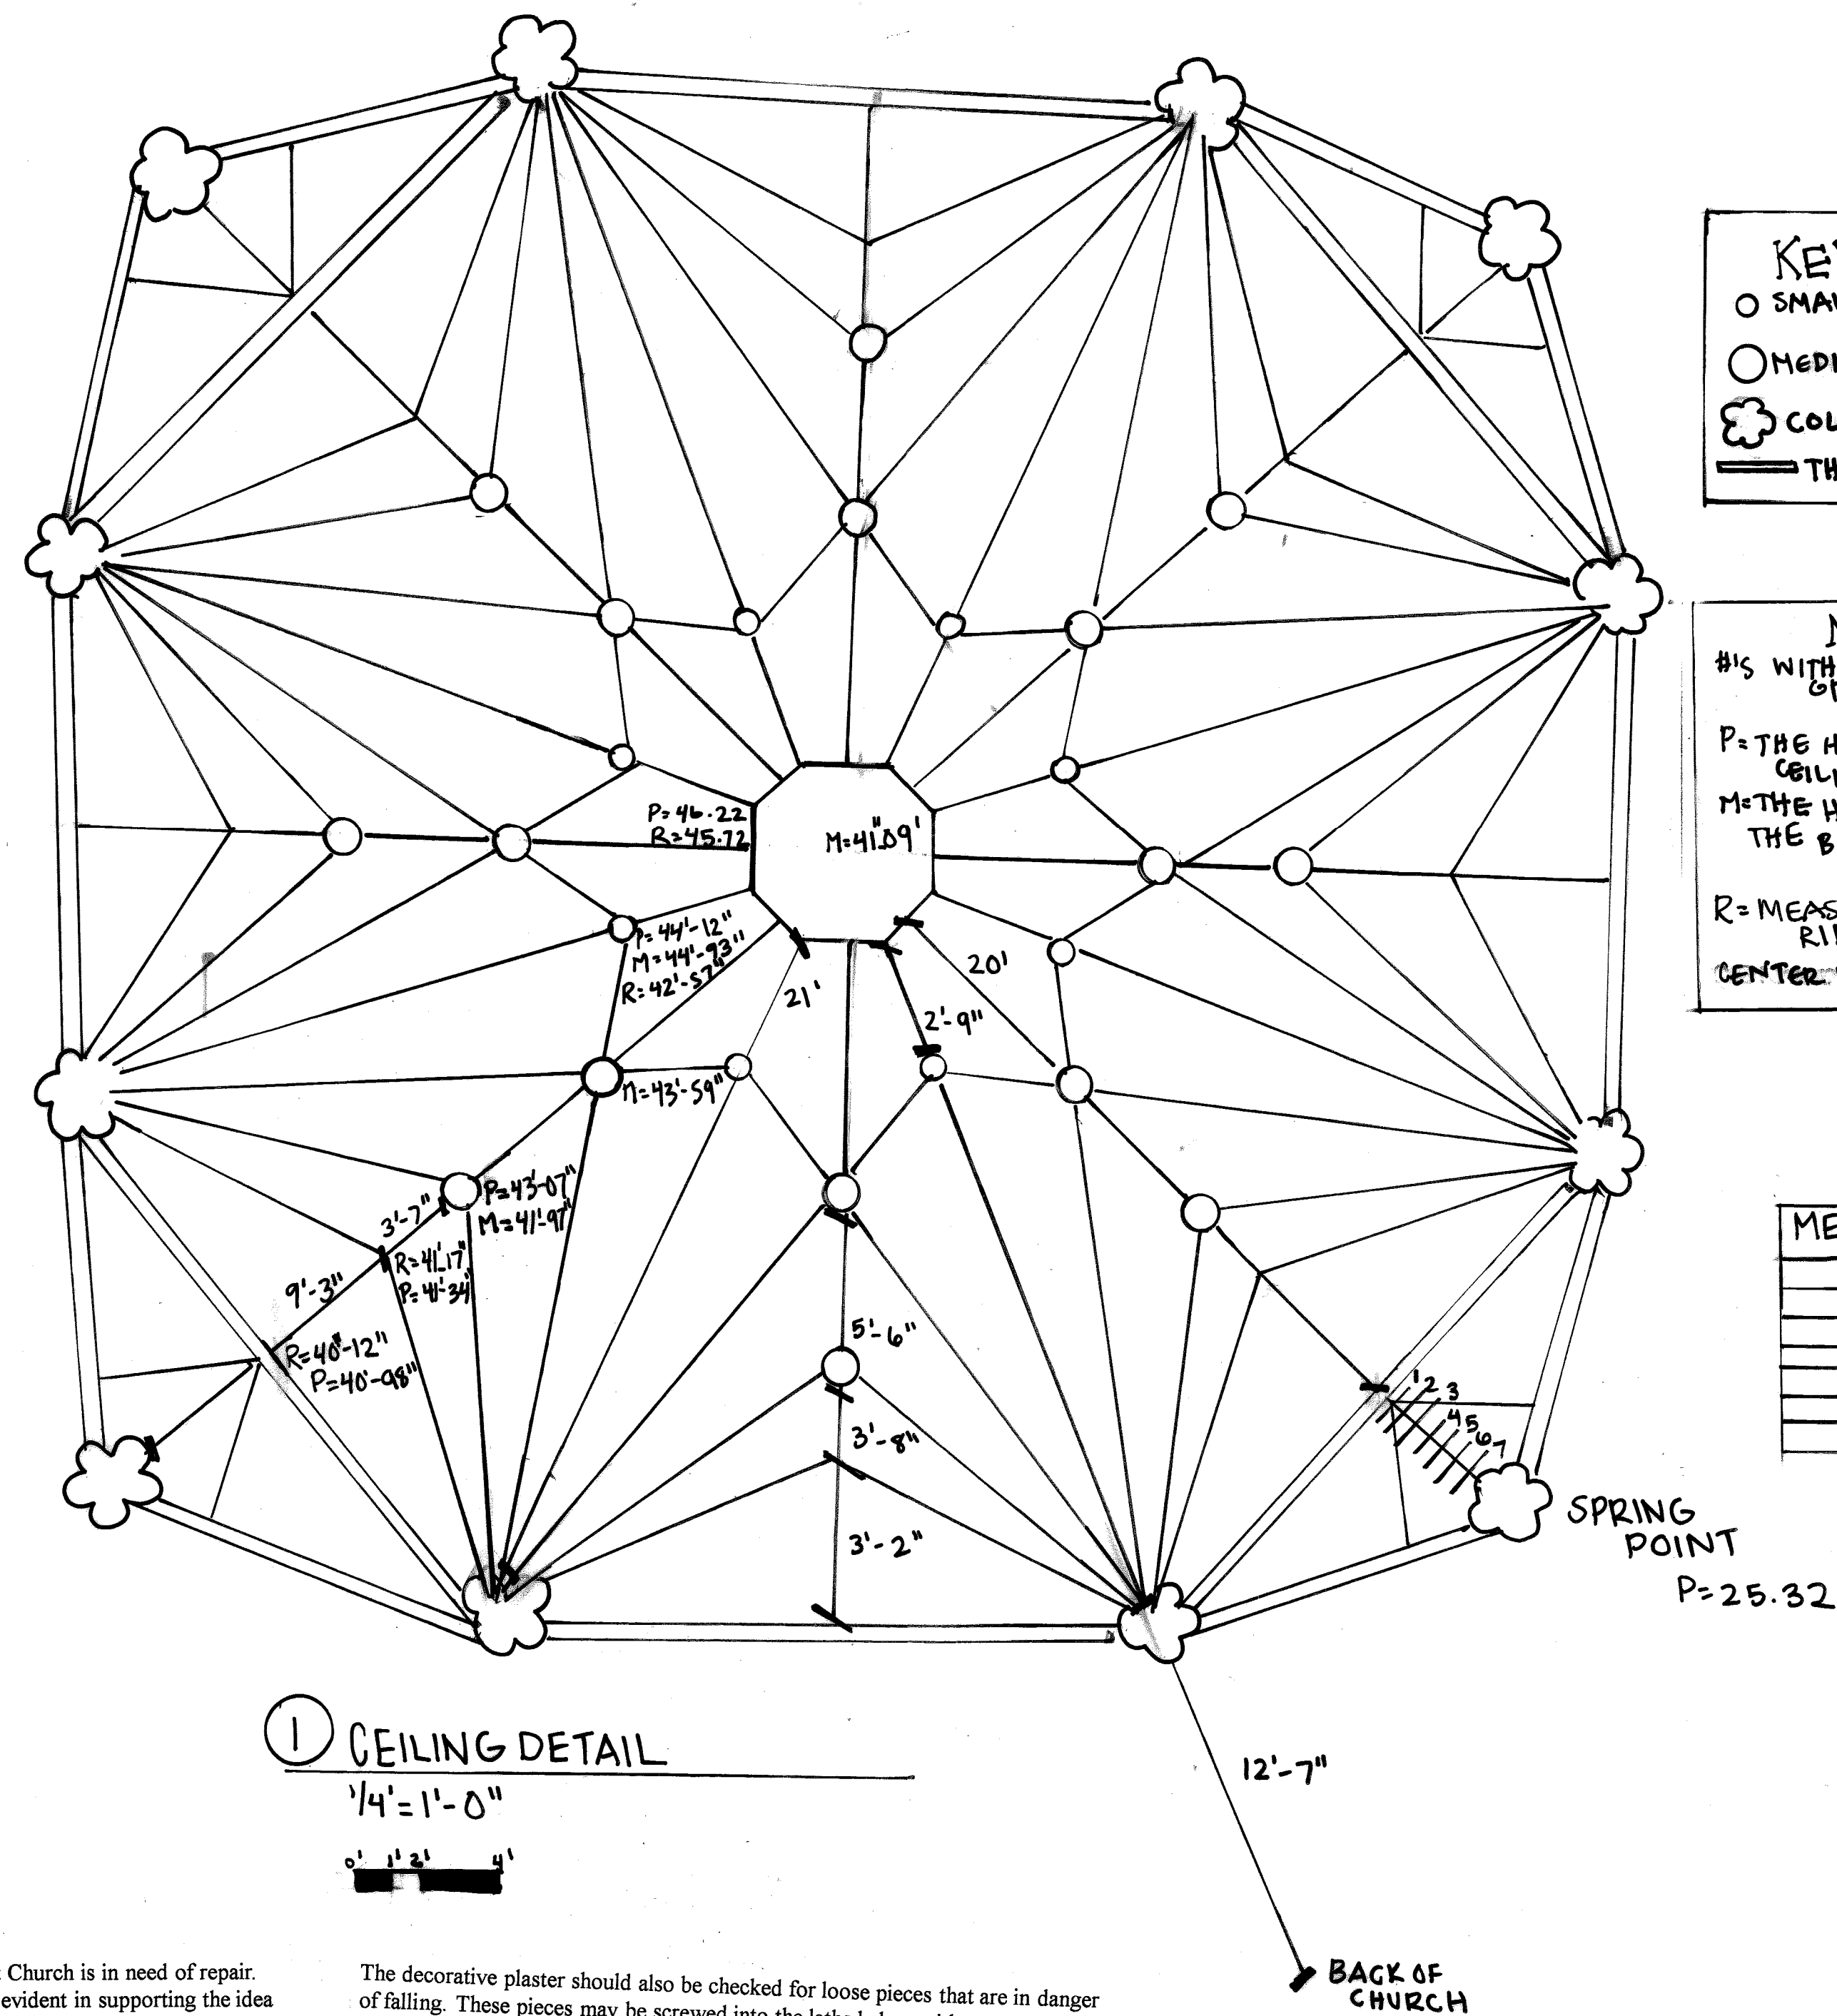 KE
SMAL
MEDI
COL
TH
#'S WITH
P= THE H
CEILI
M= THE H
THE B
R= MEAS
RI
CENTER
P= 46.22
R= 45.72
M= 41".09'
P= 44'-12"
M= 44'-93"
R= 42'-57"
21'
20'
2'-9"
M= 43'-59"
P= 43'-07"
M= 41'-97"
3'-7"
R= 41'-17"
P= 41'-34"
9'-3"
R= 40'-12"
P= 40'-98"
5'-6"
3'-8"
3'-2"
1 2 3
4 5 6 7
ME
SPRING
POINT
P= 25.32
1 CEILING DETAIL
1/4' = 1'-0"
0' 1' 2' 4'
12'-7"
BACK OF
CHURCH
Church is in need of repair.
evident in supporting the idea
The decorative plaster should also be checked for loose pieces that are in danger
of falling. These pieces may be screwed into the